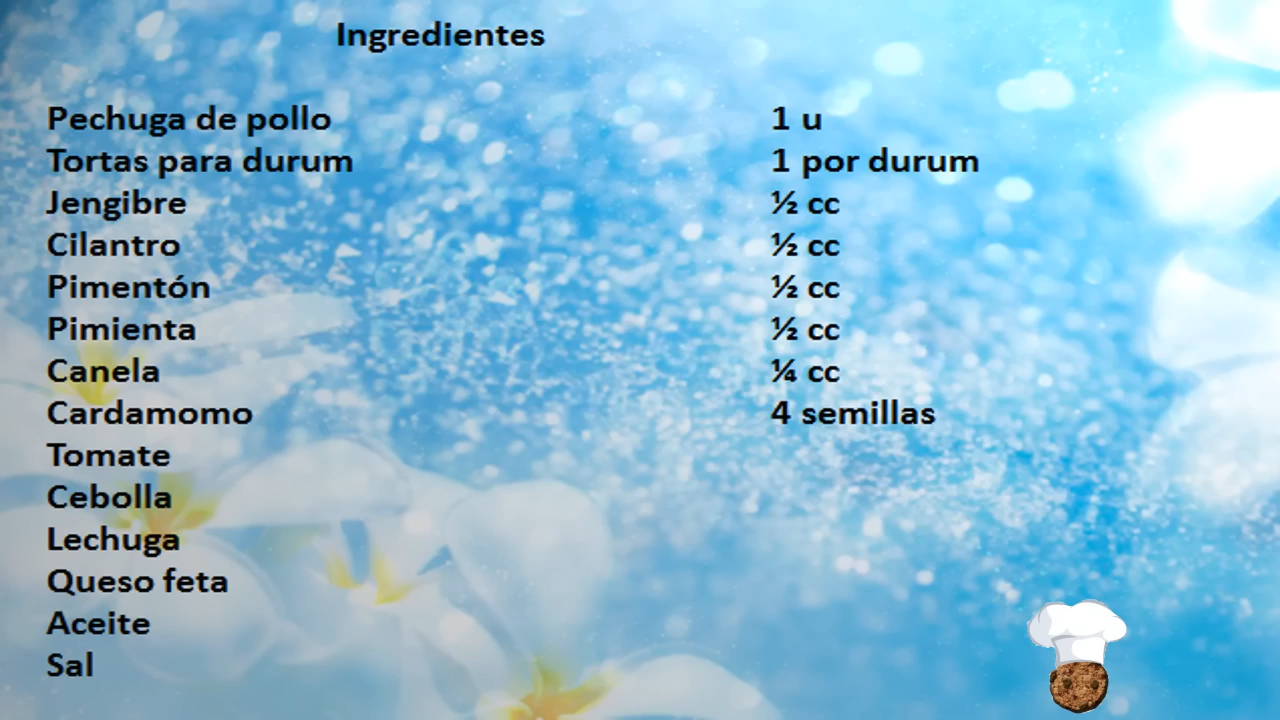 Ingredientes
Pechuga de pollo 1 u
Tortas para durum 1 por durum
Jengibre ½ cc
Cilantro ½ cc
Pimentón ½ cc
Pimienta ½ cc
Canela ¼ cc
Cardamomo 4 semillas
Tomate
Cebolla
Lechuga
Queso feta
Aceite
Sal